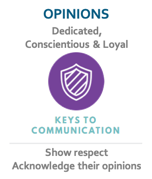 OPINIONS
Dedicated,
Conscientious & Loyal
KEYS TO
COMMUNICATION
Show respect
Acknowledge their opinions